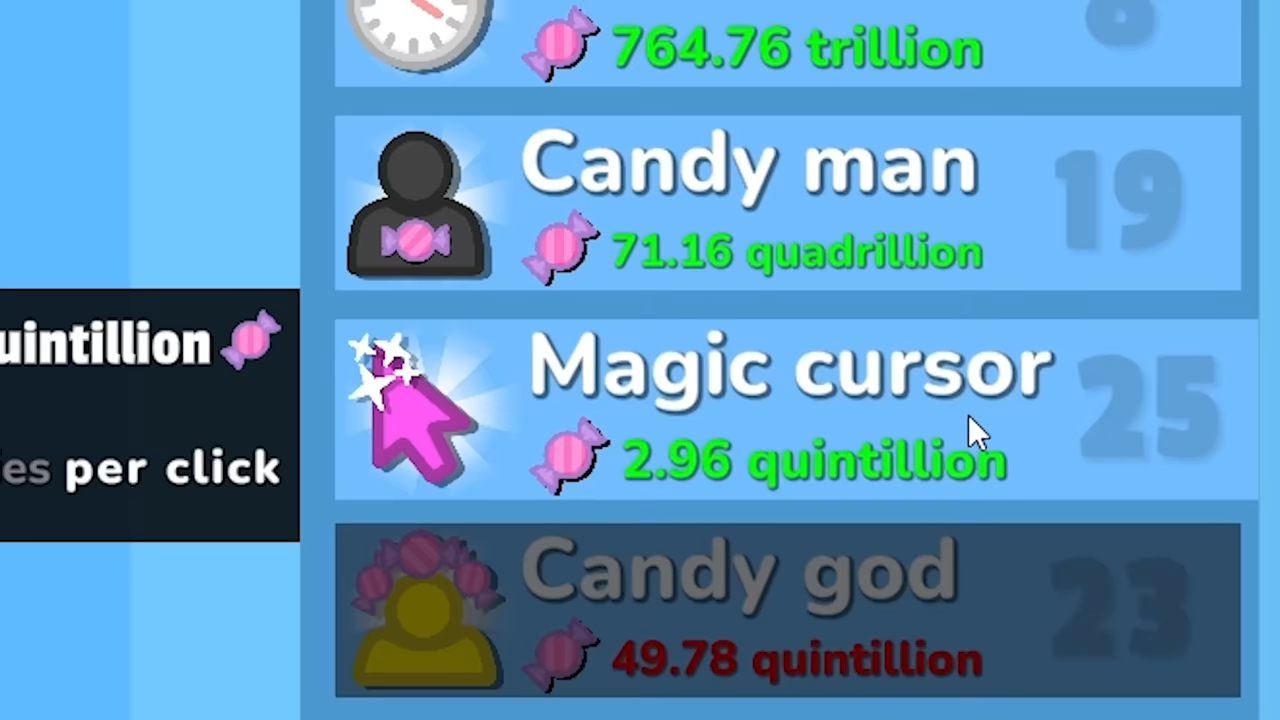 764.76 trillion
Candy man
19
71.16 quadrillion
uintillion
Magic cursor
25
es per click
2.96 quintillion
Candy god
23
49.78 quintillion